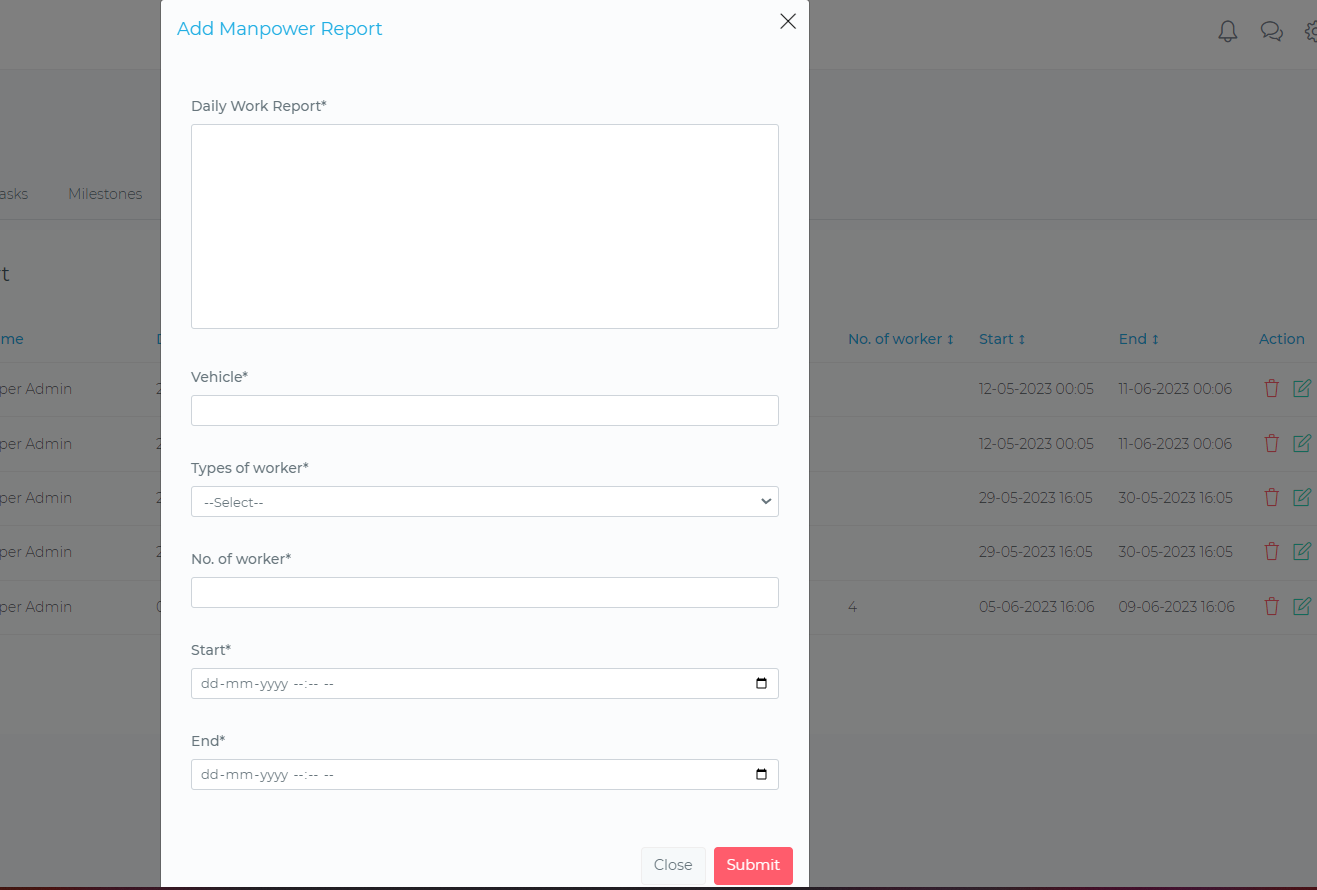 Add Manpower Report
Daily Work Report*
Vehicle*
Types of worker*
--Select--
No. of worker*
Start*
dd-mm-yyyy --:-- --
End*
dd-mm-yyyy --:-- --
Close Submit
asks Milestones
rt
me No. of worker Start End Action
per Admin 2 12-05-2023 00:05 11-06-2023 00:06
per Admin 2 12-05-2023 00:05 11-06-2023 00:06
per Admin 2 29-05-2023 16:05 30-05-2023 16:05
per Admin 2 29-05-2023 16:05 30-05-2023 16:05
per Admin 0 4 05-06-2023 16:06 09-06-2023 16:06